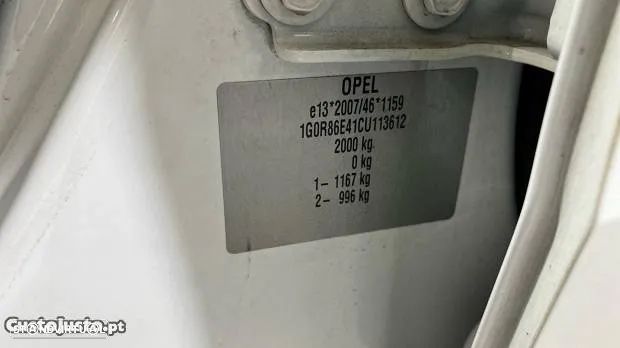 OPEL
e13*2007/46*1159
1G0R86E41CU113612
2000 kg
0 kg
1- 1167 kg
2- 996 kg
CustoJusto.pt